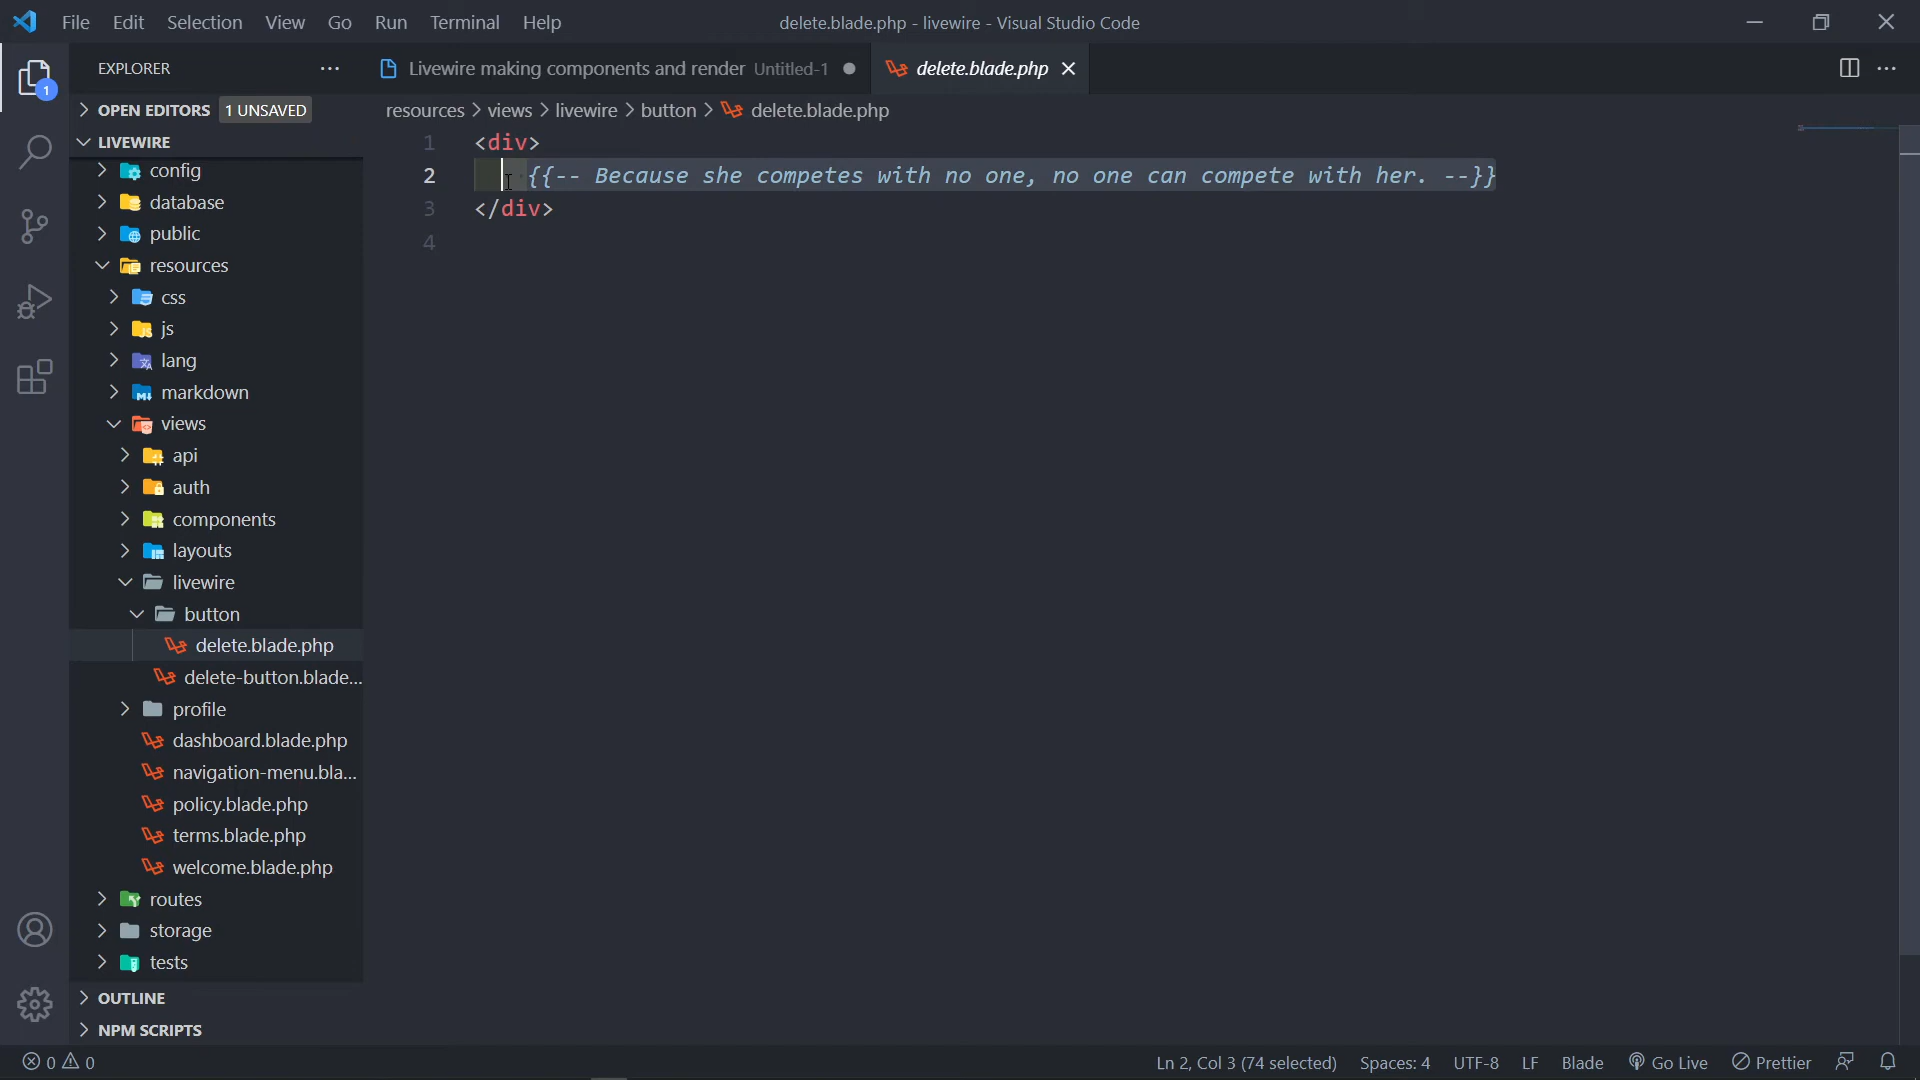 File Edit Selection View Go Run Terminal Help delete.blade.php - livewire - Visual Studio Code
EXPLORER
Livewire making components and render Untitled-1
delete.blade.php
1
OPEN EDITORS 1 UNSAVED
resources > views > livewire > button > delete.blade.php
LIVEWIRE
config
database
public
resources
css
js
lang
markdown
views
api
auth
components
layouts
livewire
button
delete.blade.php
delete-button.blade...
profile
dashboard.blade.php
navigation-menu.bla...
policy.blade.php
terms.blade.php
welcome.blade.php
routes
storage
tests
OUTLINE
NPM SCRIPTS
1 <div>
2 {{-- Because she competes with no one, no one can compete with her. --}}
3 </div>
4
0 0 Ln 2, Col 3 (74 selected) Spaces: 4 UTF-8 LF Blade Go Live Prettier